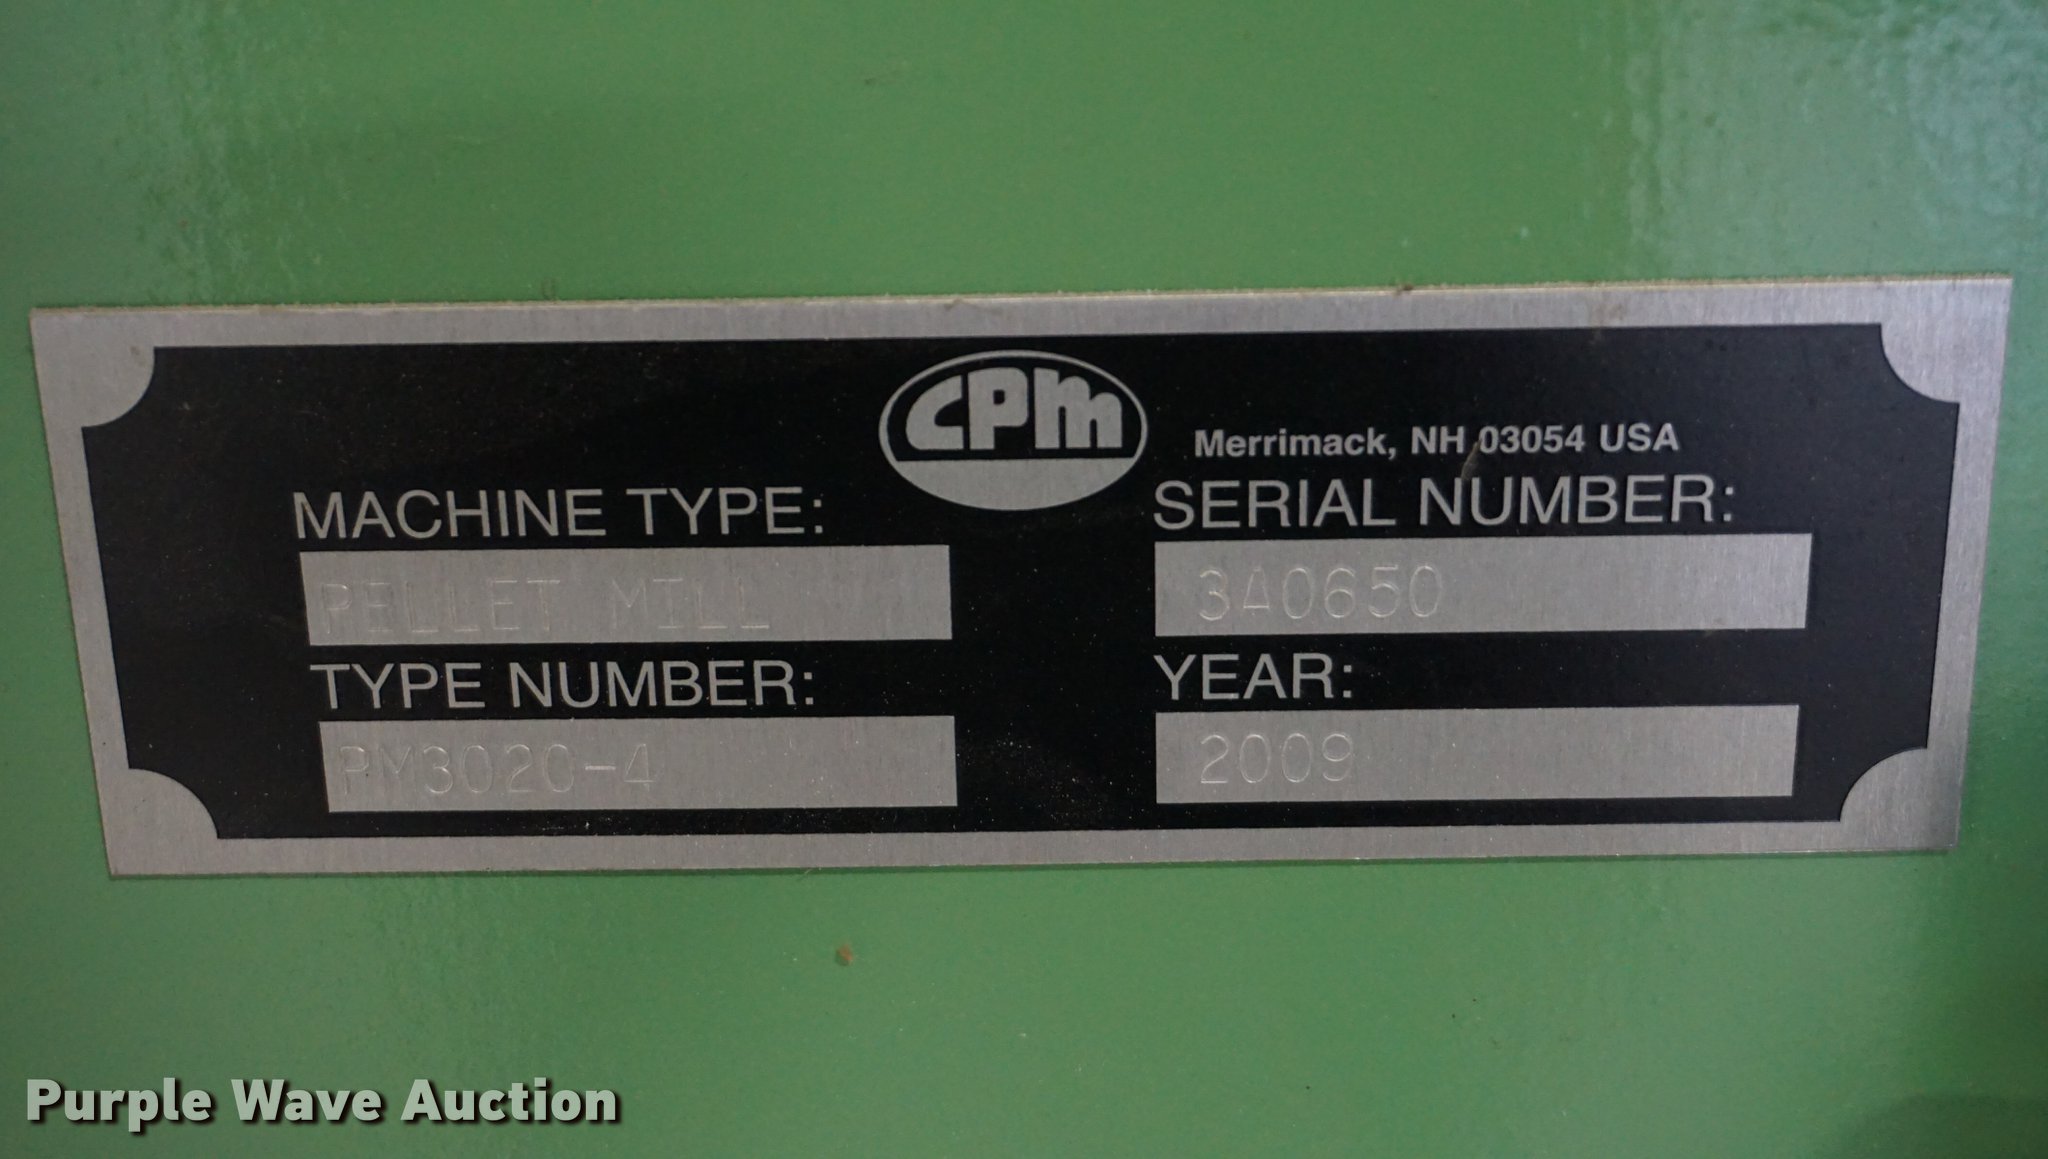 CPM
Merrimack, NH 03054 USA
MACHINE TYPE:
PELLET MILL
SERIAL NUMBER:
3A0650
TYPE NUMBER:
PM3020-4
YEAR:
2009
Purple Wave Auction